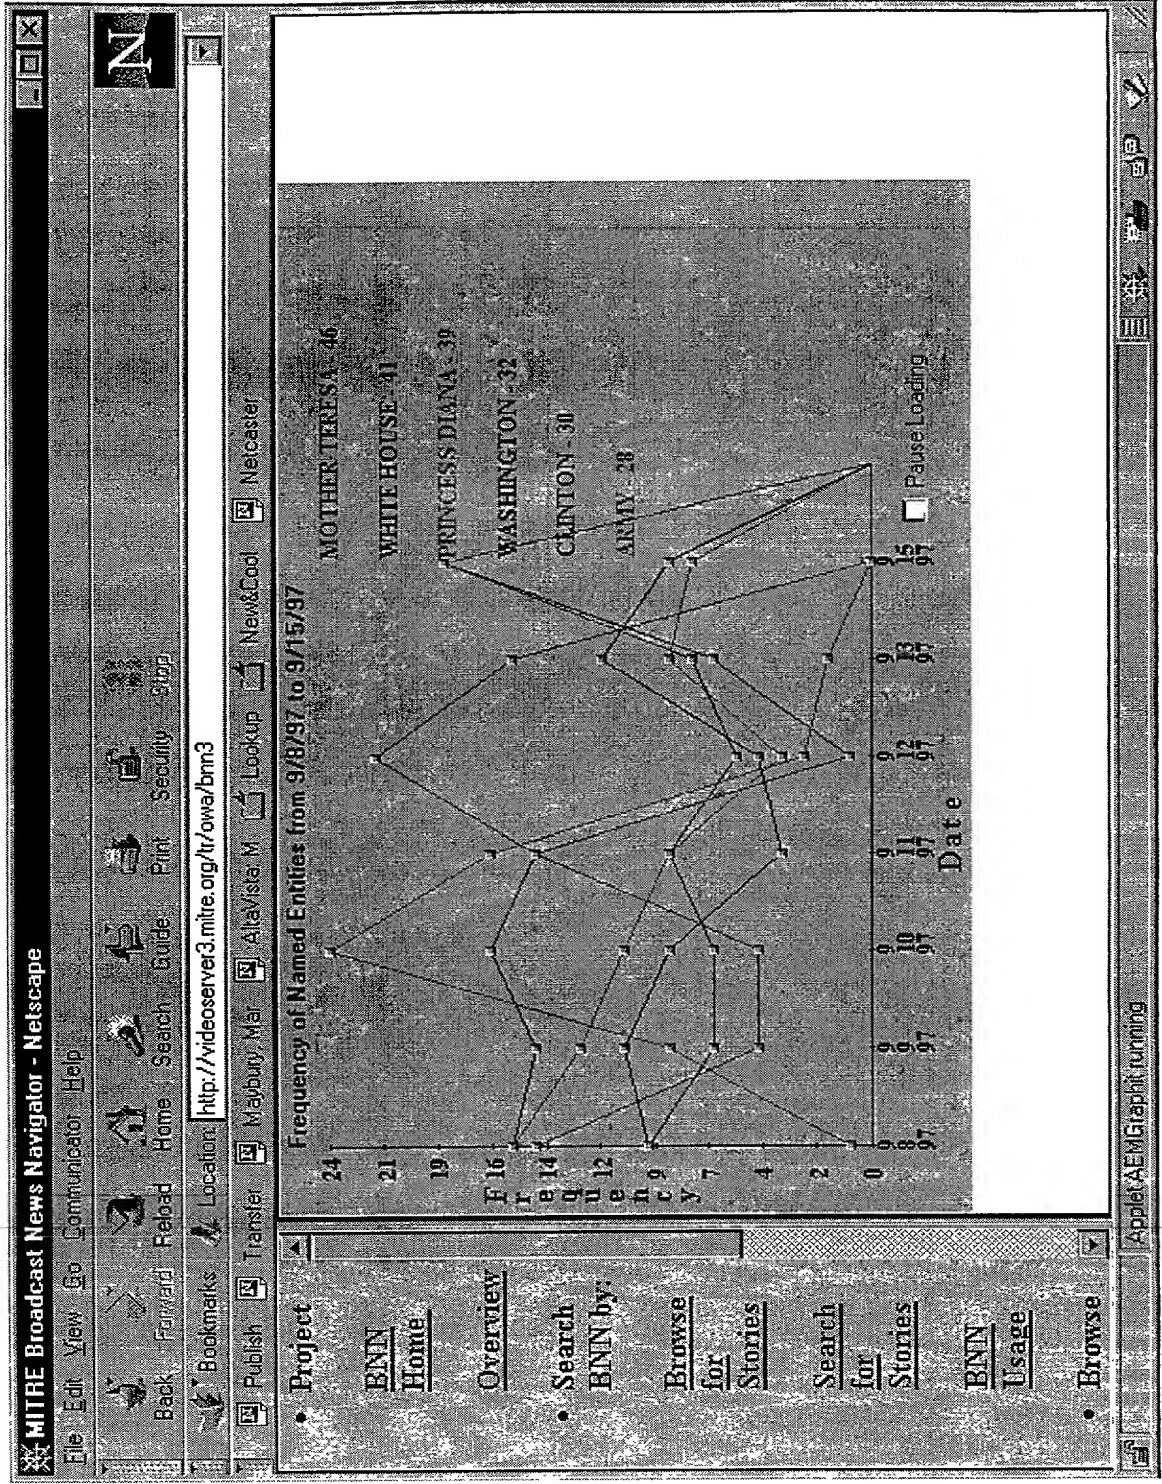 MITRE Broadcast News Navigator - Netscape
File Edit View Go Communicator Help
Back Forward Reload Home Search Guide Print Security Stop
N
Bookmarks Location: http://videoserver3.mitre.org/tr/owa/bnn3
Publish Transfer Maybury Mar AltaVista M Lookup New&Cool Netcaster
Project
BNN
Home
Overview
Search
BNN by:
Browse
for
Stories
Search
for
Stories
BNN
Usage
Browse
Frequency of Named Entities from 9/8/97 to 9/15/97
MOTHER TERESA - 46
WHITE HOUSE - 41
PRINCESS DIANA - 39
WASHINGTON - 32
CLINTON - 30
ARMY - 28
24
21
19
16
14
12
9
7
4
2
0
Frequency
9 9 9 9 9 9 9
8 9 10 11 12 13 15
97 97 97 97 97 97 97
Date
Pause Loading
Applet AEMGraphIt running